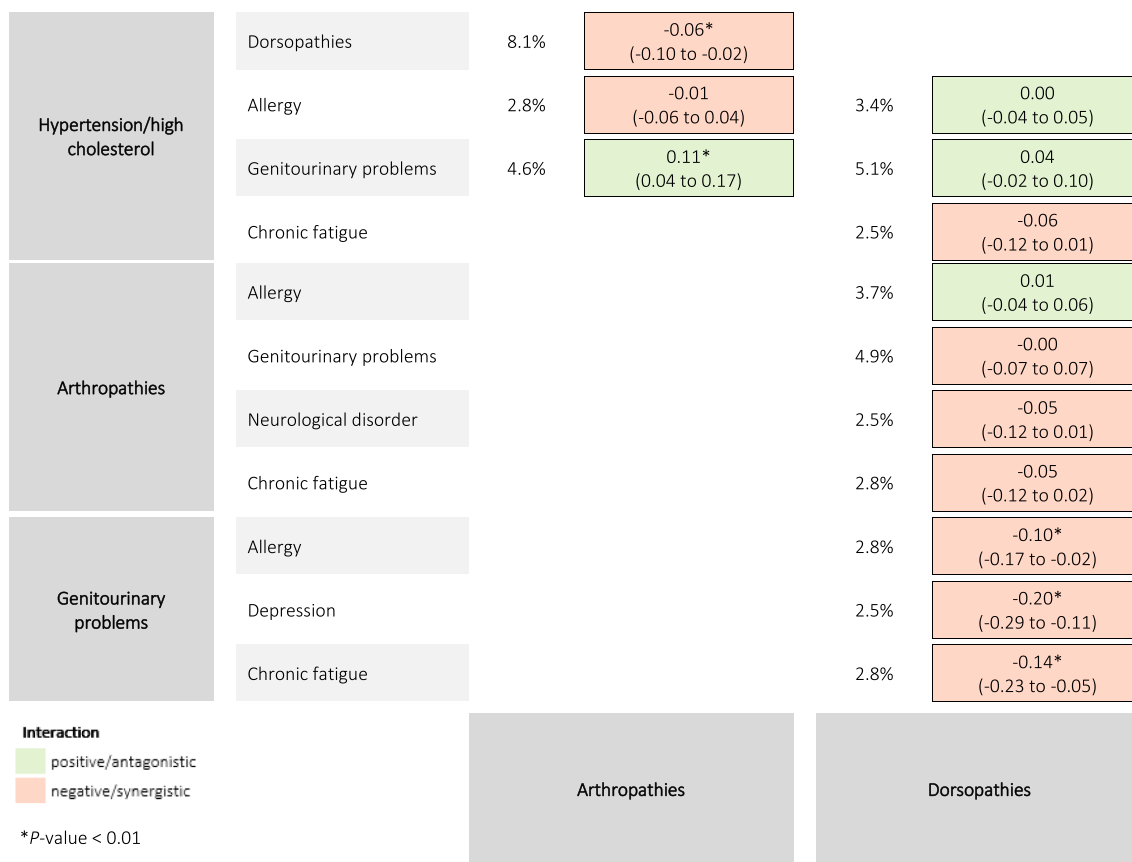 Hypertension/high
cholesterol
Dorsopathies
8.1%
-0.06*
(-0.10 to -0.02)
Allergy
2.8%
-0.01
(-0.06 to 0.04)
3.4%
0.00
(-0.04 to 0.05)
Genitourinary problems
4.6%
0.11*
(0.04 to 0.17)
5.1%
0.04
(-0.02 to 0.10)
Chronic fatigue
2.5%
-0.06
(-0.12 to 0.01)
Arthropathies
Allergy
3.7%
0.01
(-0.04 to 0.06)
Genitourinary problems
4.9%
-0.00
(-0.07 to 0.07)
Neurological disorder
2.5%
-0.05
(-0.12 to 0.01)
Chronic fatigue
2.8%
-0.05
(-0.12 to 0.02)
Genitourinary
problems
Allergy
2.8%
-0.10*
(-0.17 to -0.02)
Depression
2.5%
-0.20*
(-0.29 to -0.11)
Chronic fatigue
2.8%
-0.14*
(-0.23 to -0.05)
Interaction
positive/antagonistic
negative/synergistic
*P-value < 0.01
Arthropathies
Dorsopathies